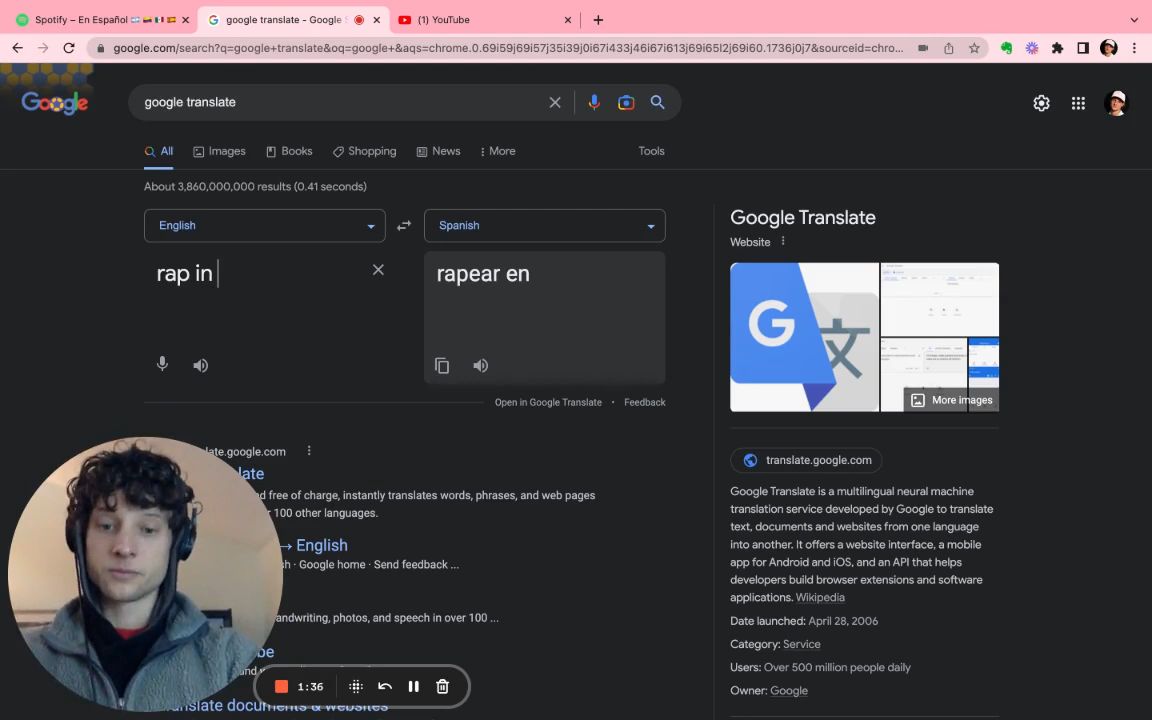 Spotify – En Español
google translate - Google
(1) YouTube
google.com/search?q=google+translate&oq=google+&aqs=chrome.0.69i59j69i57j35i39j0i67i433j46i67i613j69i65l2j69i60.1736j0j7&sourceid=chro...
Google
google translate
All
Images
Books
Shopping
News
More
Tools
About 3,860,000,000 results (0.41 seconds)
English
Spanish
rap in
rapear en
Open in Google Translate • Feedback
late.google.com
late
d free of charge, instantly translates words, phrases, and web pages
100 other languages.
→ English
sh · Google home · Send feedback ...
andwriting, photos, and speech in over 100 ...
be
and
1:36
anslate documents & websites
Google Translate
Website
G
More images
translate.google.com
Google Translate is a multilingual neural machine
translation service developed by Google to translate
text, documents and websites from one language
into another. It offers a website interface, a mobile
app for Android and iOS, and an API that helps
developers build browser extensions and software
applications. Wikipedia
Date launched: April 28, 2006
Category: Service
Users: Over 500 million people daily
Owner: Google